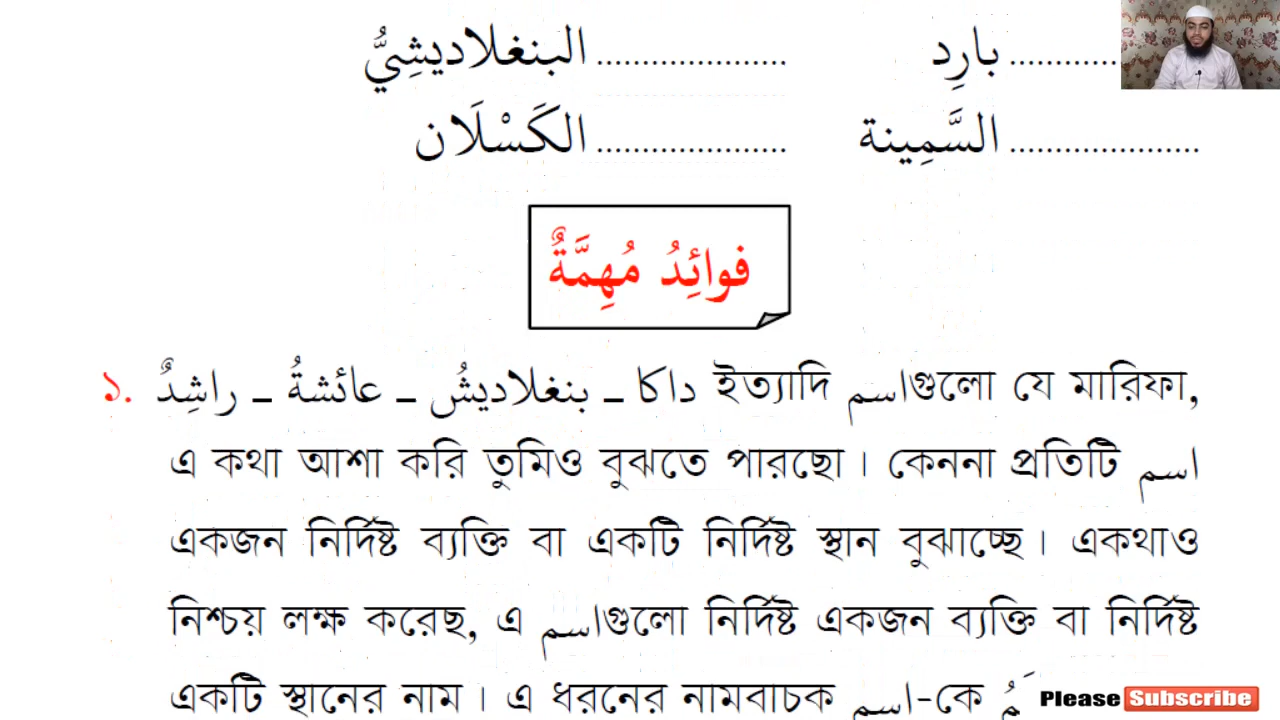 بارِد .................... البنغلاديشِيُّ ....................
السَّمِينة .................... الكَسْلَان ....................
فوائِدُ مُهِمَّةٌ
১. راشِدٌ ـ عائشةُ ـ بنغلاديشُ ـ داكا ইত্যাদি اسمগুলো যে মারিফা,
এ কথা আশা করি তুমিও বুঝতে পারছো। কেননা প্রতিটি اسم
একজন নির্দিষ্ট ব্যক্তি বা একটি নির্দিষ্ট স্থান বুঝাচ্ছে। একথাও
নিশ্চয় লক্ষ করেছ, এ اسمগুলো নির্দিষ্ট একজন ব্যক্তি বা নির্দিষ্ট
একটি স্থানের নাম। এ ধরনের নামবাচক اسم-কে
Please Subscribe